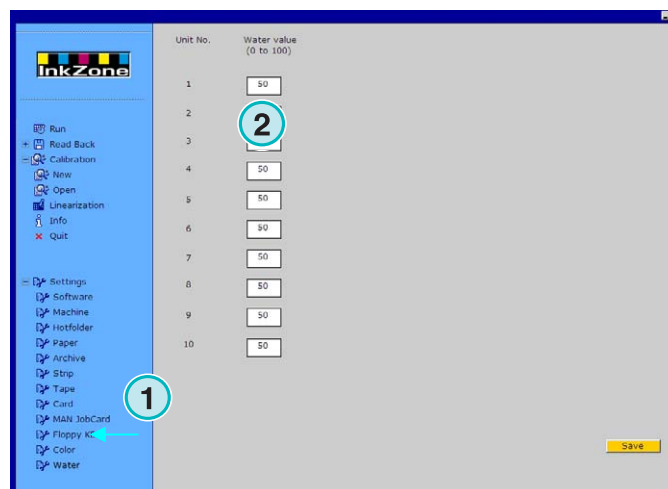 InkZone
Run
Read Back
Calibration
New
Open
Linearization
Info
Quit
Settings
Software
Machine
Hotfolder
Paper
Archive
Strip
Tape
Card
MAN JobCard
Floppy
Color
Water
1
Unit No. Water value
(0 to 100)
1 50
2
2
3
4 50
5 50
6 50
7 50
8 50
9 50
10 50
Save